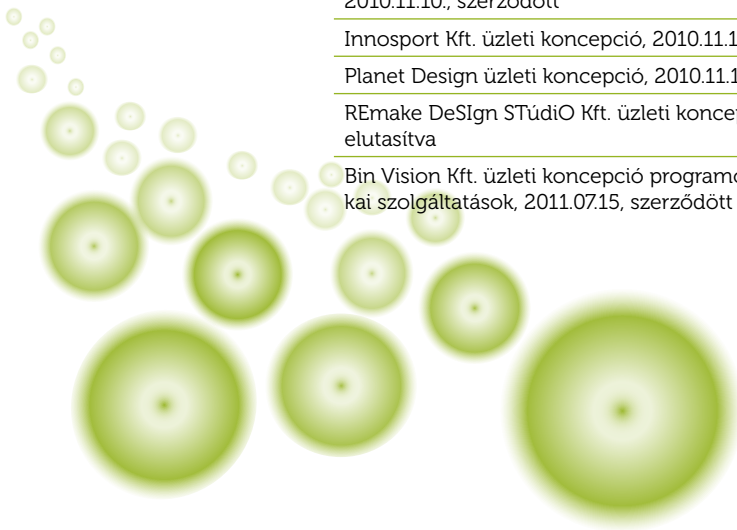 2010.11.10., szerződött
Innosport Kft. üzleti koncepció, 2010.11.1
Planet Design üzleti koncepció, 2010.11.1
REmake DeSIgn STúdiO Kft. üzleti koncep
elutasítva
Bin Vision Kft. üzleti koncepció programo
kai szolgáltatások, 2011.07.15, szerződött